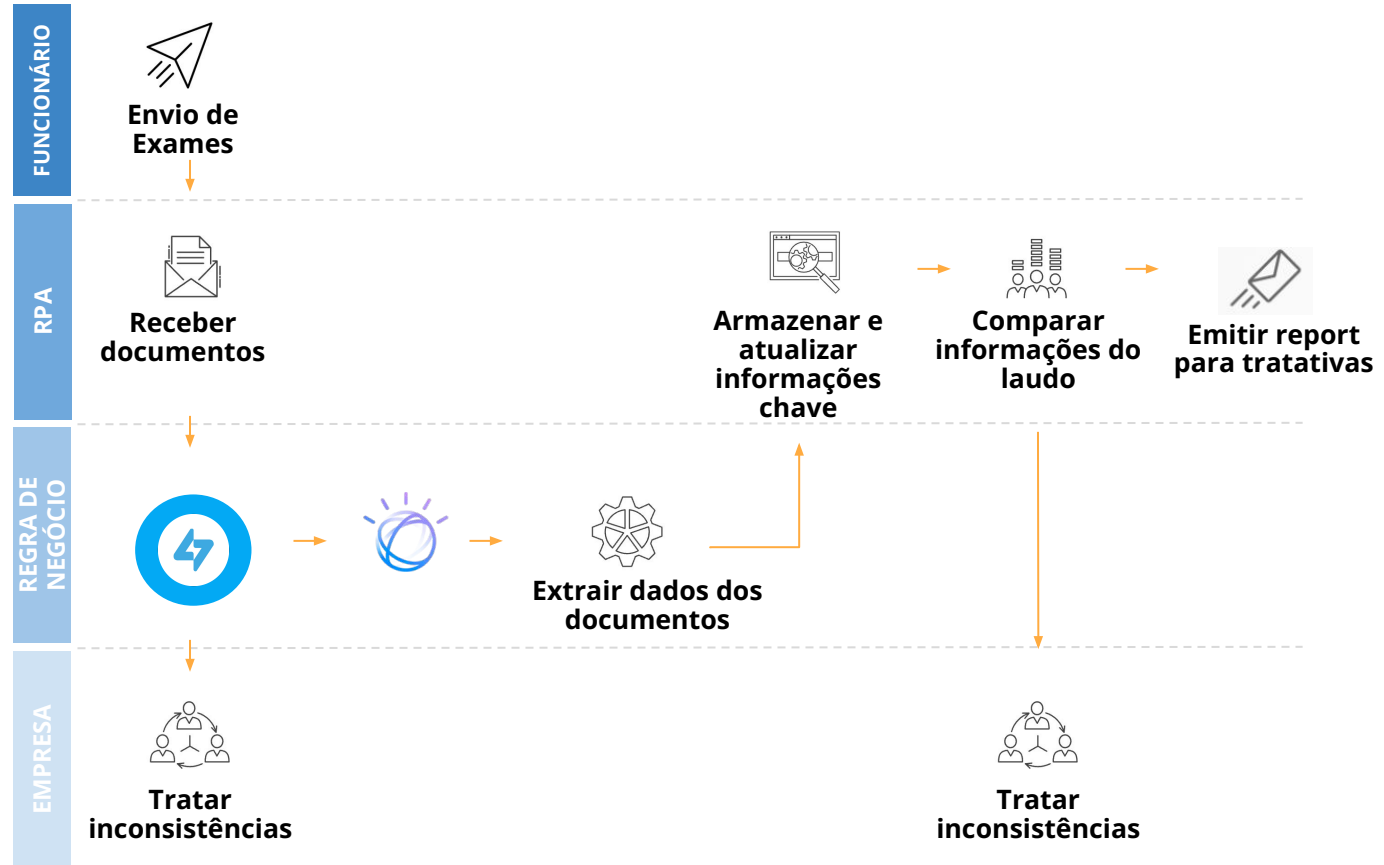 FUNCIONÁRIO
Envio de
Exames
RPA
Receber
documentos
Armazenar e
atualizar
informações
chave
Comparar
informações do
laudo
Emitir report
para tratativas
REGRA DE
NEGÓCIO
Extrair dados dos
documentos
EMPRESA
Tratar
inconsistências
Tratar
inconsistências